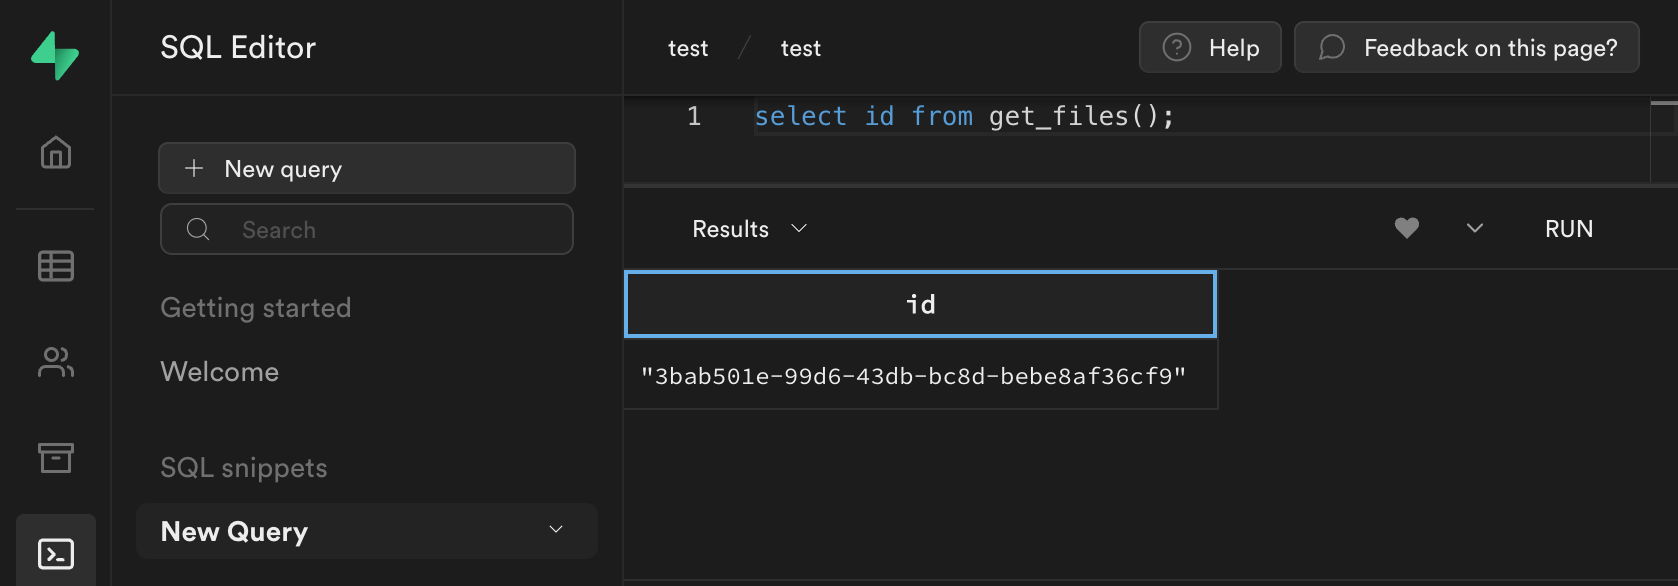 SQL Editor
test / test
Help
Feedback on this page?
1 select id from get_files();
+ New query
Search
Results
RUN
Getting started
id
Welcome
"3bab501e-99d6-43db-bc8d-bebe8af36cf9"
SQL snippets
New Query